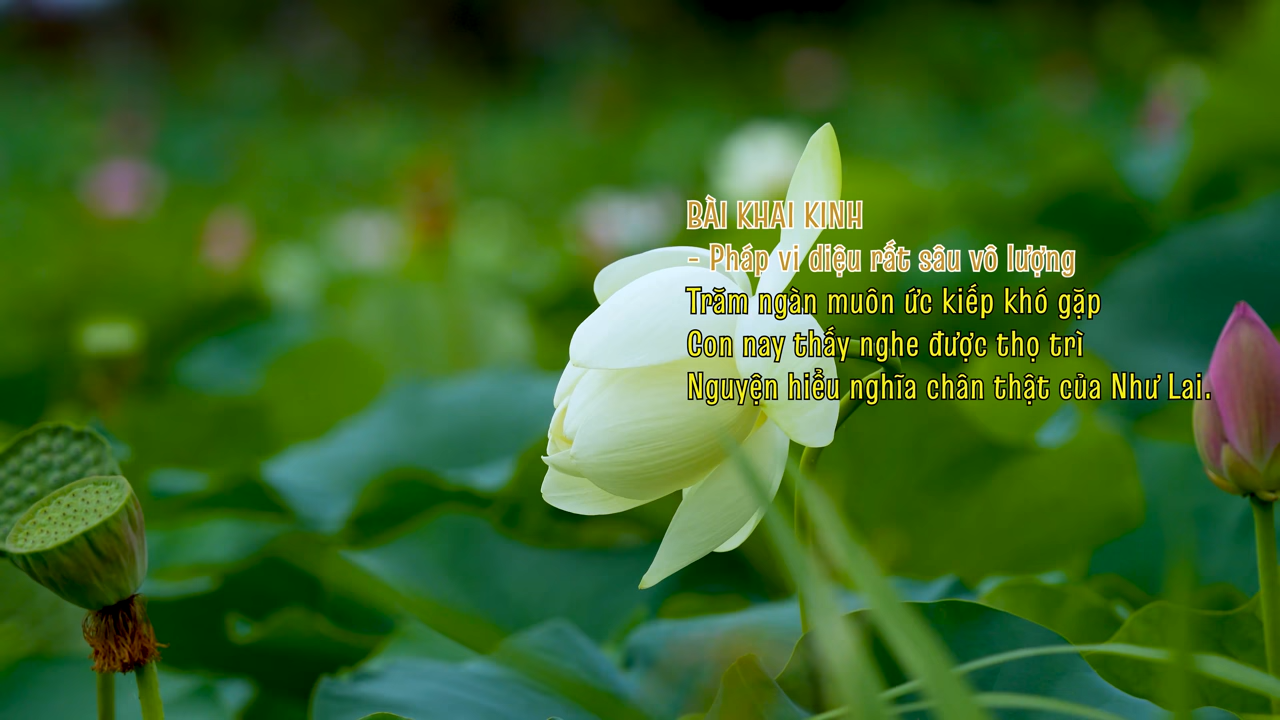 BÀI KHAI KINH
- Pháp vi diệu rất sâu vô lượng
Trăm ngàn muôn ức kiếp khó gặp
Con nay thấy nghe được thọ trì
Nguyện hiểu nghĩa chân thật của Như Lai.